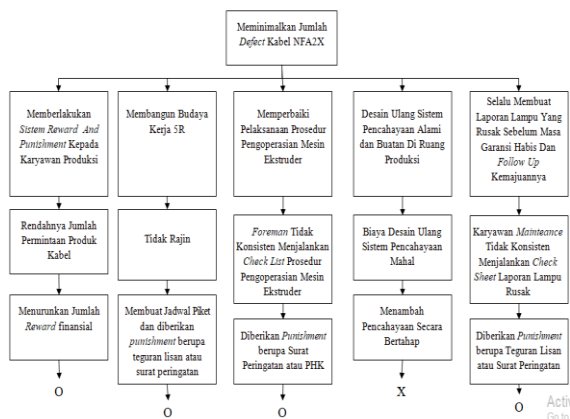 Meminimalkan Jumlah
Defect Kabel NFA2X
Memberlakukan
Sistem Reward And
Punishment Kepada
Karyawan Produksi
Membangun Budaya
Kerja 5R
Memperbaiki
Pelaksanaan Prosedur
Pengoperasian Mesin
Ekstruder
Desain Ulang Sistem
Pencahayaan Alami
dan Buatan Di Ruang
Produksi
Selalu Membuat
Laporan Lampu Yang
Rusak Sebelum Masa
Garansi Habis Dan
Follow Up
Kemajuannya
Rendahnya Jumlah
Permintaan Produk
Kabel
Tidak Rajin
Foreman Tidak
Konsisten Menjalankan
Check List Prosedur
Pengoperasian Mesin
Ekstruder
Biaya Desain Ulang
Sistem Pencahayaan
Mahal
Karyawan Mainteance
Tidak Konsisten
Menjalankan Check
Sheet Laporan Lampu
Rusak
Menurunkan Jumlah
Reward finansial
Membuat Jadwal Piket
dan diberikan
punishment berupa
teguran lisan atau
surat peringatan
Diberikan Punishment
berupa Surat
Peringatan atau PHK
Menambah
Pencahayaan Secara
Bertahap
Diberikan Punishment
berupa Teguran Lisan
atau Surat Peringatan
O
O
O
X
O
Activ
Go to